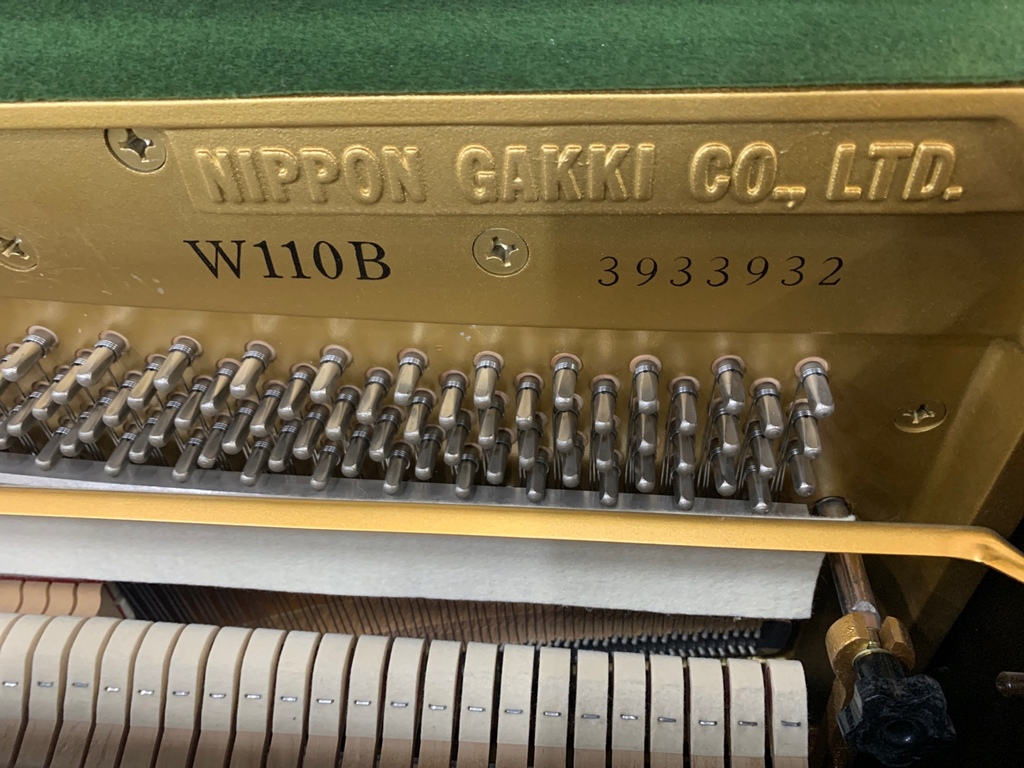 NIPPON GAKKI CO., LTD.
W110B 3933932